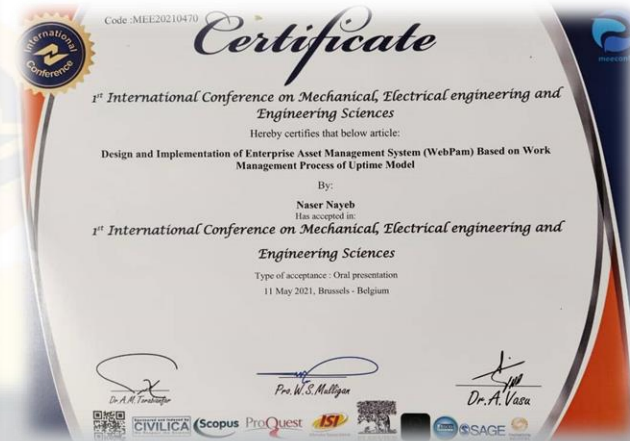 Code :MEE20210470
Certificate
International
Conference
1st International Conference on Mechanical, Electrical engineering and
Engineering Sciences
Hereby certifies that below article:
Design and Implementation of Enterprise Asset Management System (WebPam) Based on Work
Management Process of Uptime Model
By:
Naser Nayeb
Has accepted in:
1st International Conference on Mechanical, Electrical engineering and
Engineering Sciences
Type of acceptance : Oral presentation
11 May 2021, Brussels - Belgium
Dr.A.M.
Pro.W.S.Mulligan
Dr.A.Vasu
CIVILICA Scopus ProQuest ISI SAGE